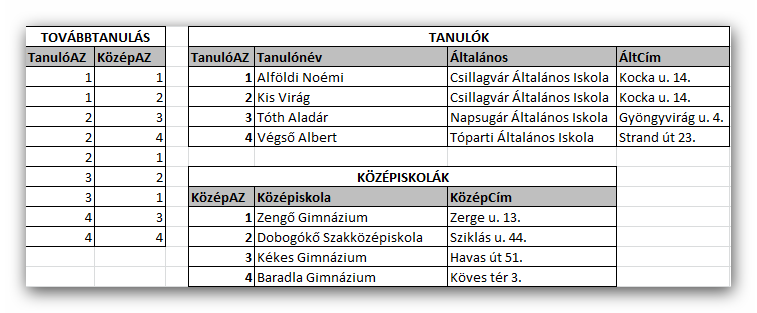 TOVÁBBTANULÁS
TanulóAZ KözépAZ
1 1
1 2
2 3
2 4
2 1
3 2
3 1
4 3
4 4
TANULÓK
TanulóAZ Tanulónév Általános ÁltCím
1 Alföldi Noémi Csillagvár Általános Iskola Kocka u. 14.
2 Kis Virág Csillagvár Általános Iskola Kocka u. 14.
3 Tóth Aladár Napsugár Általános Iskola Gyöngyvirág u. 4.
4 Végső Albert Tóparti Általános Iskola Strand út 23.
KÖZÉPISKOLÁK
KözépAZ Középiskola KözépCím
1 Zengő Gimnázium Zerge u. 13.
2 Dobogókő Szakközépiskola Sziklás u. 44.
3 Kékes Gimnázium Havas út 51.
4 Baradla Gimnázium Köves tér 3.